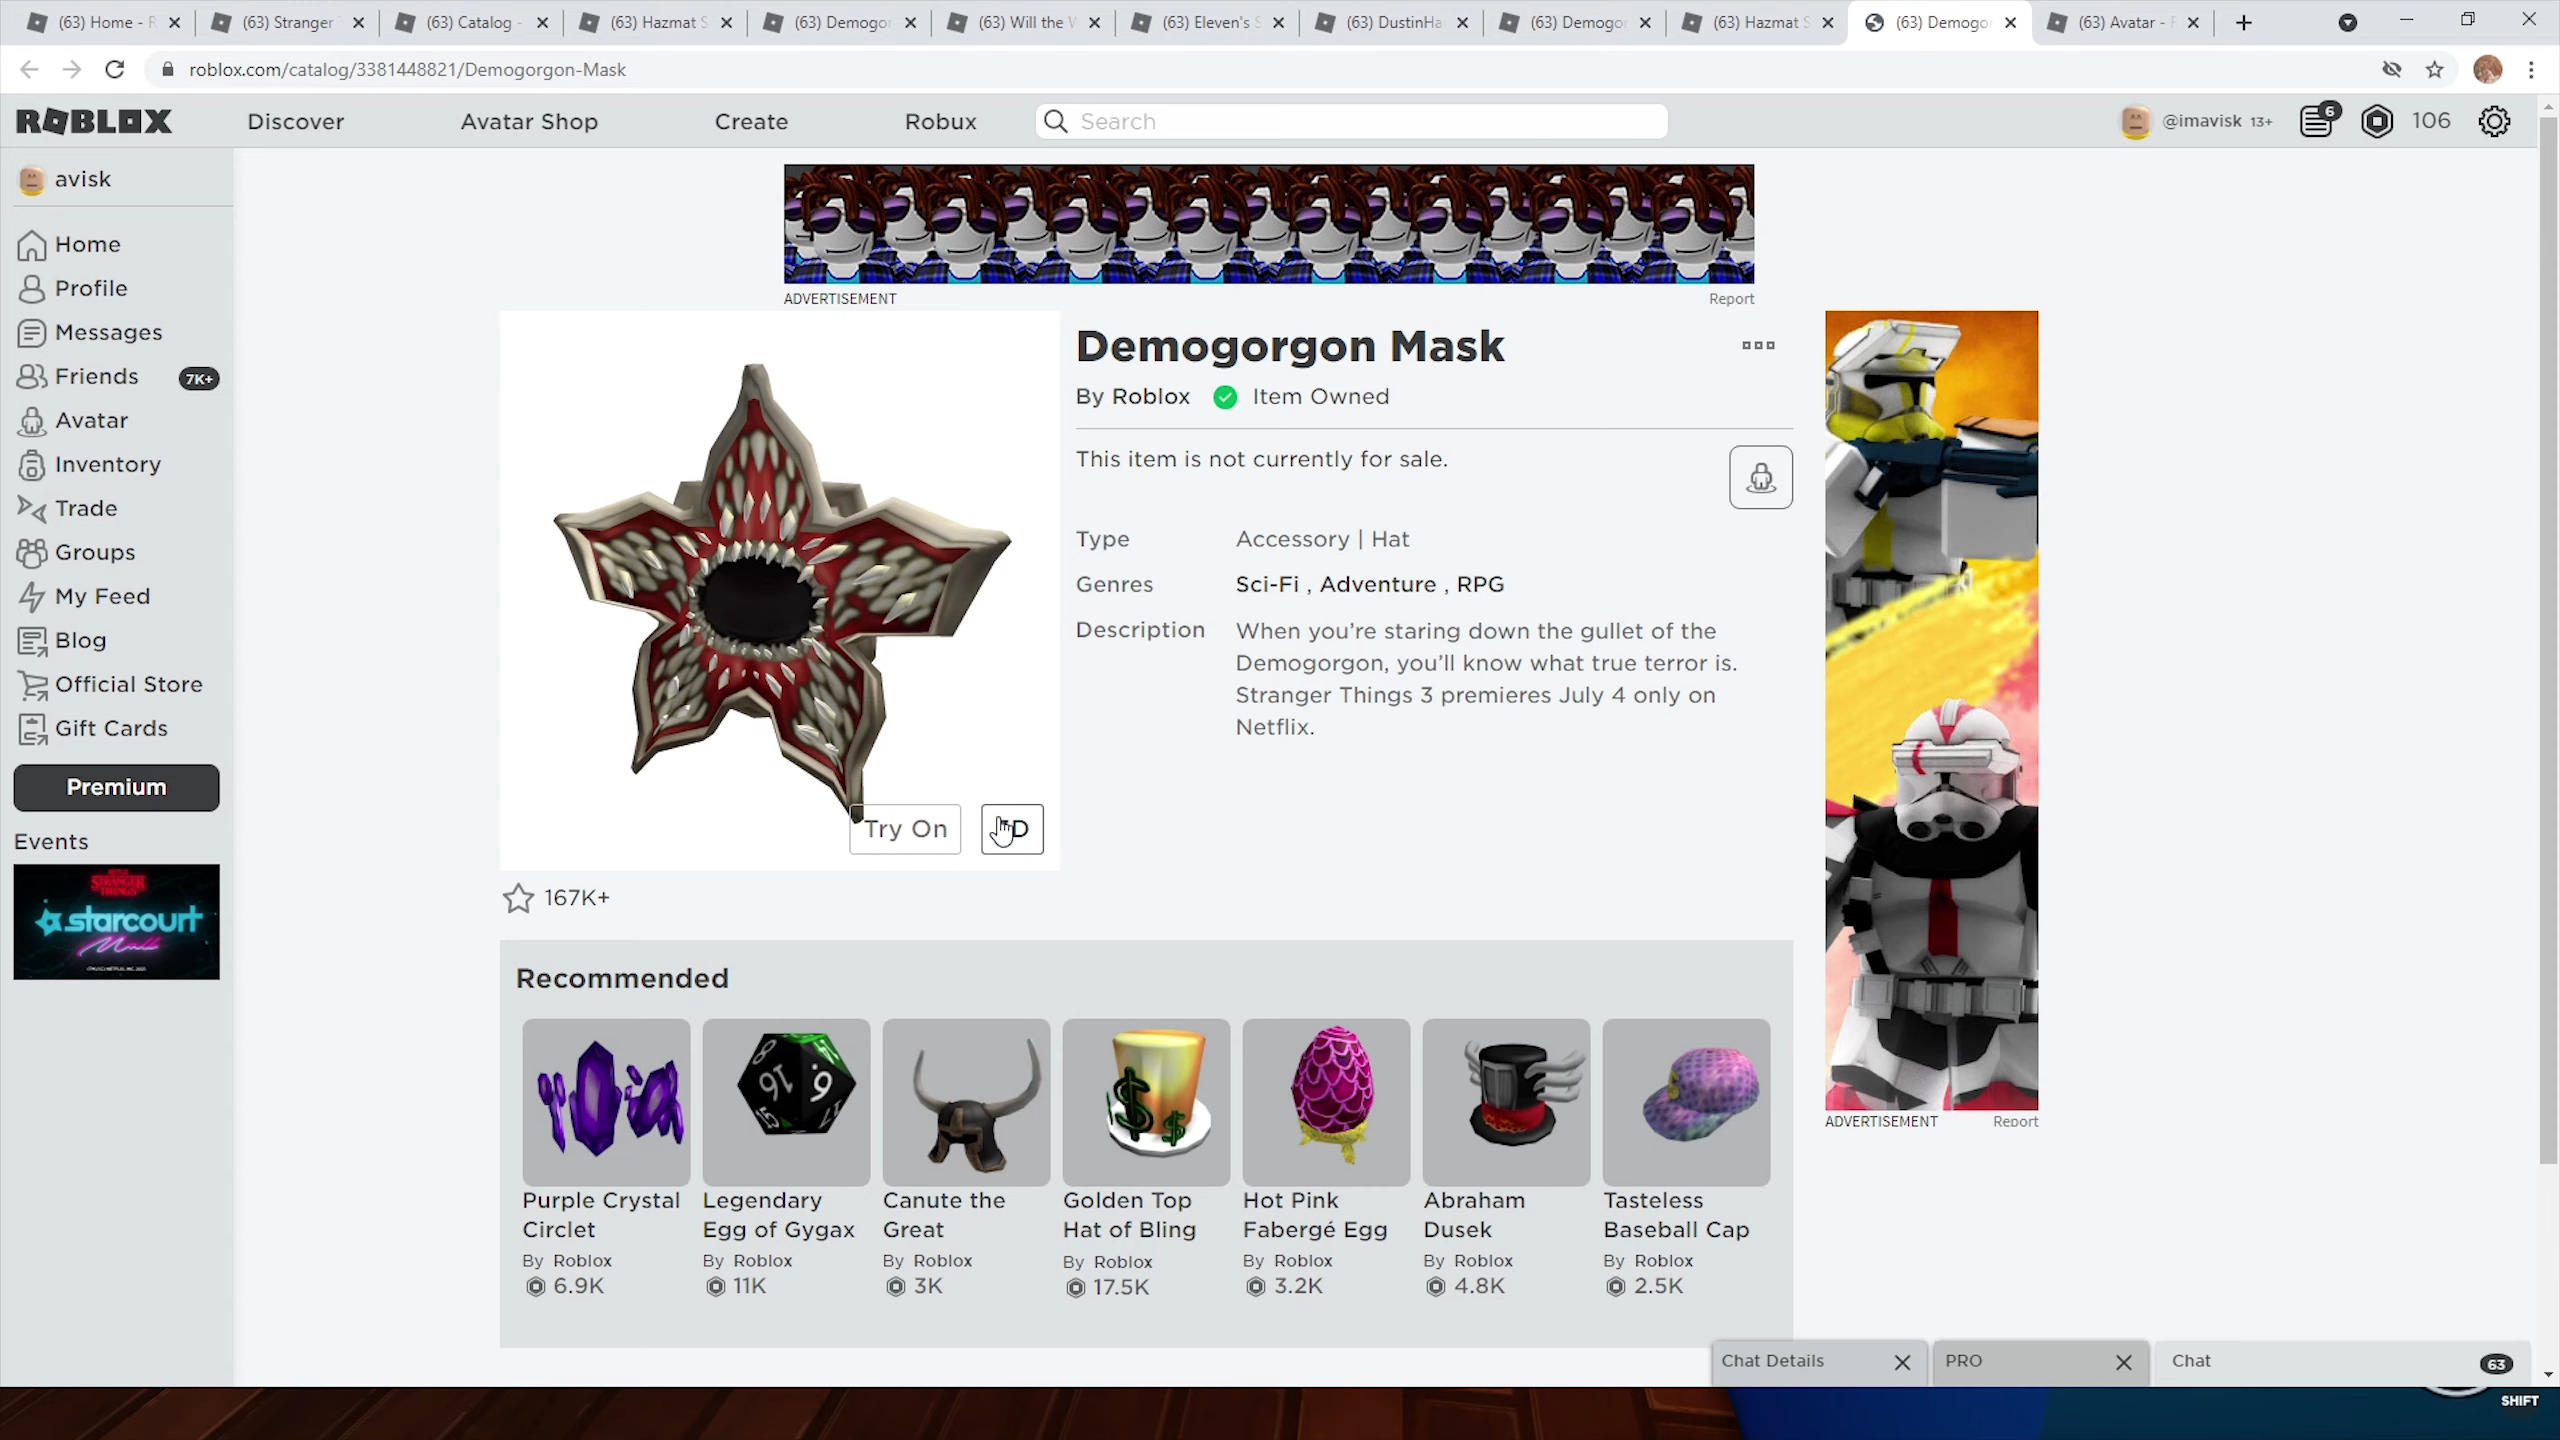 (63) Home - R
(63) Stranger T
(63) Catalog -
(63) Hazmat S
(63) Demogor
(63) Will the W
(63) Eleven's S
(63) DustinHa
(63) Demogor
(63) Hazmat S
(63) Demogo
(63) Avatar - R
roblox.com/catalog/3381448821/Demogorgon-Mask
ROBLOX
Discover
Avatar Shop
Create
Robux
Search
@imavisk 13+
6
106
avisk
Home
Profile
Messages
Friends 7K+
Avatar
Inventory
Trade
Groups
My Feed
Blog
Official Store
Gift Cards
Premium
Events
STRANGER THINGS
starcourt
Mall
ADVERTISEMENT
Report
Demogorgon Mask
By Roblox Item Owned
This item is not currently for sale.
Type Accessory | Hat
Genres Sci-Fi , Adventure , RPG
Description When you’re staring down the gullet of the
Demogorgon, you’ll know what true terror is.
Stranger Things 3 premieres July 4 only on
Netflix.
Try On
D
167K+
ADVERTISEMENT
Report
Recommended
8
16
9
$
$
Purple Crystal
Circlet
By Roblox
6.9K
Legendary
Egg of Gygax
By Roblox
11K
Canute the
Great
By Roblox
3K
Golden Top
Hat of Bling
By Roblox
17.5K
Hot Pink
Fabergé Egg
By Roblox
3.2K
Abraham
Dusek
By Roblox
4.8K
Tasteless
Baseball Cap
By Roblox
2.5K
Chat Details
PRO
Chat
63
SHIFT